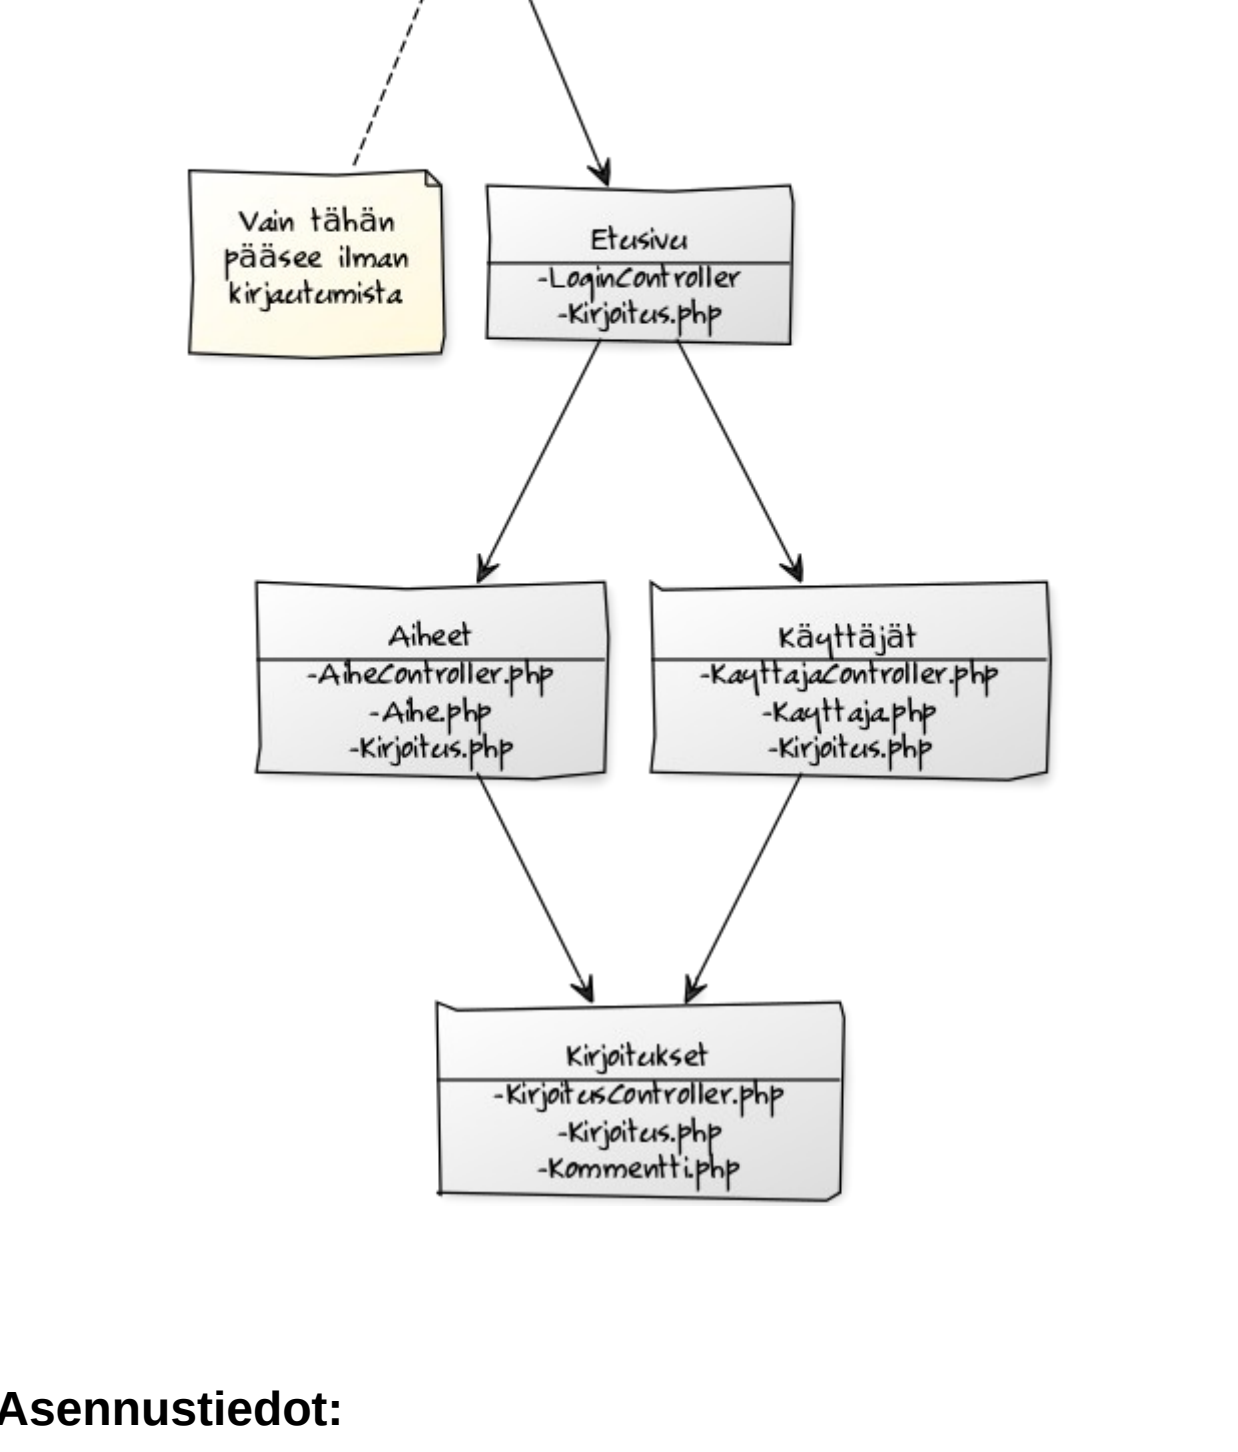 Vain tähän
pääsee ilman
kirjautumista
Etusivu
-LoginController
-Kirjoitus.php
Aiheet
-AiheController.php
-Aihe.php
-Kirjoitus.php
Käyttäjät
-KayttajaController.php
-Kayttaja.php
-Kirjoitus.php
Kirjoitukset
-KirjoitusController.php
-Kirjoitus.php
-Kommentti.php
Asennustiedot: